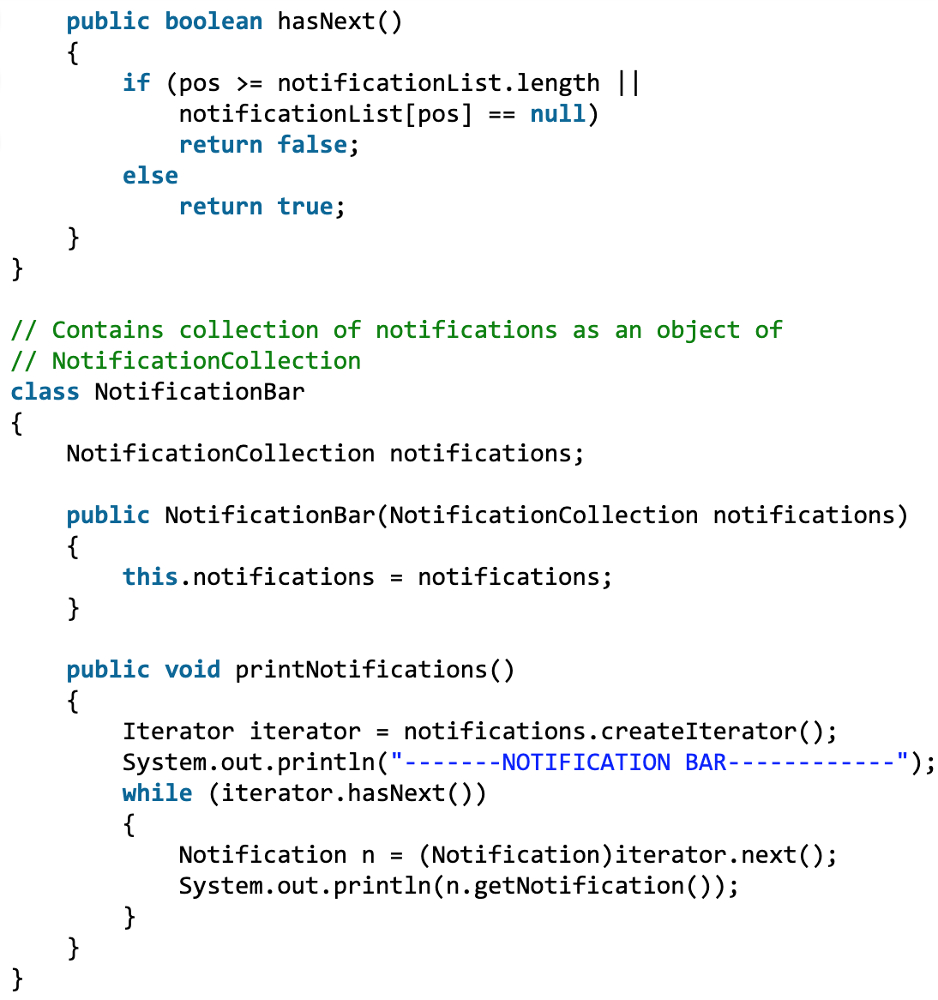 public boolean hasNext()
    {
        if (pos >= notificationList.length ||
            notificationList[pos] == null)
            return false;
        else
            return true;
    }
}

// Contains collection of notifications as an object of
// NotificationCollection
class NotificationBar
{
    NotificationCollection notifications;

    public NotificationBar(NotificationCollection notifications)
    {
        this.notifications = notifications;
    }

    public void printNotifications()
    {
        Iterator iterator = notifications.createIterator();
        System.out.println("-------NOTIFICATION BAR------------");
        while (iterator.hasNext())
        {
            Notification n = (Notification)iterator.next();
            System.out.println(n.getNotification());
        }
    }
}